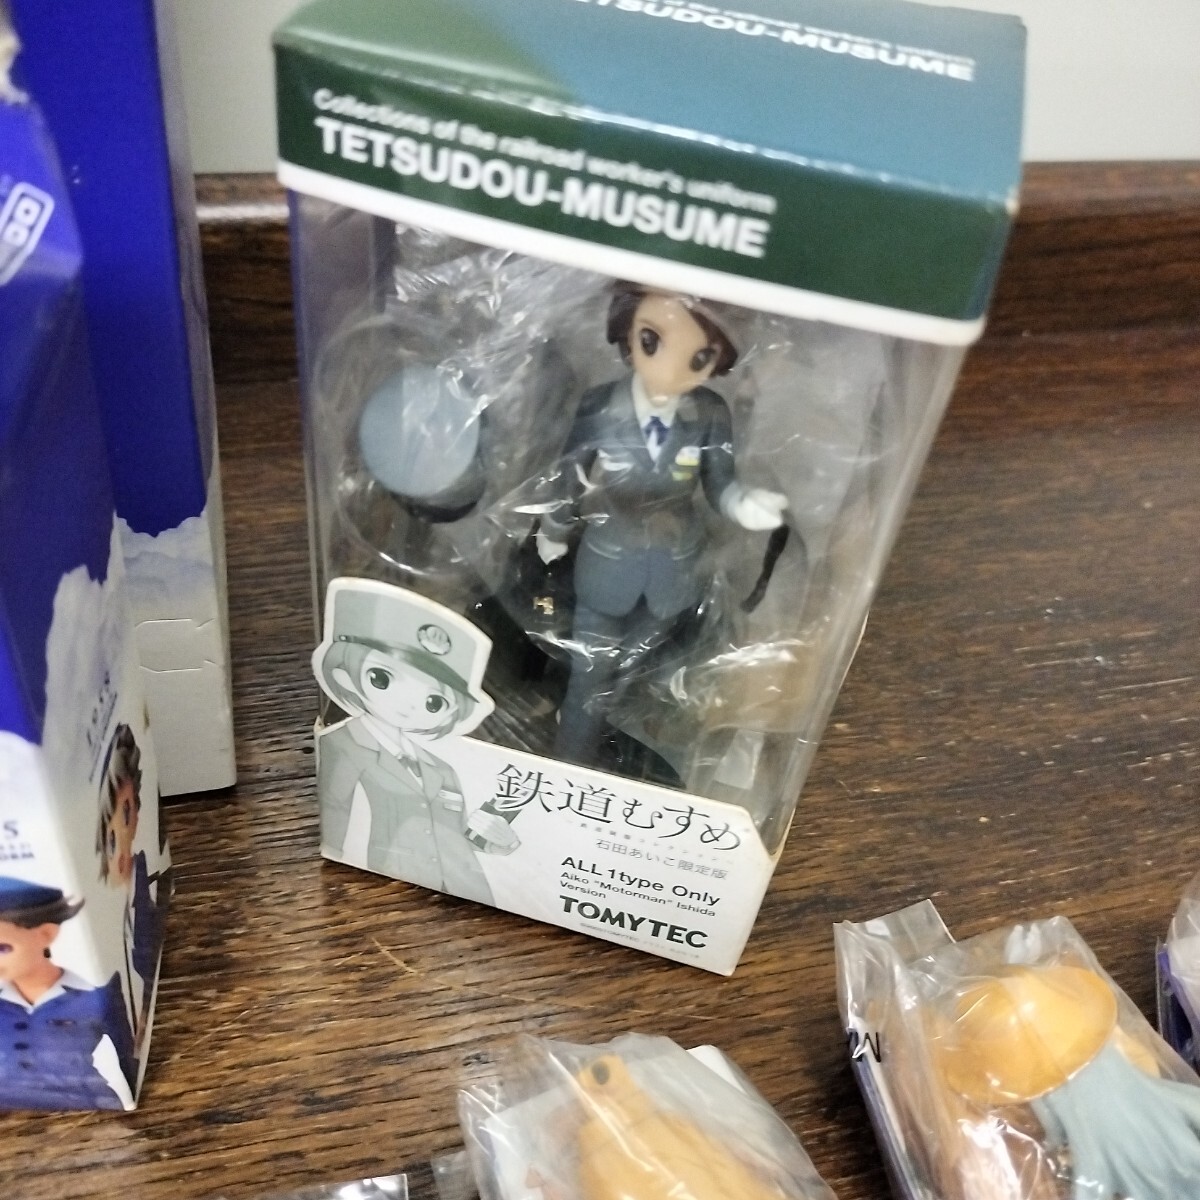 TETSUDOU-MUSUME
Collections of the railroad worker's uniform
TETSUDOU-MUSUME
鉄道むすめ
石田あいこ限定版
ALL 1type Only
Aiko "Motorman" Ishida
Version
TOMYTEC